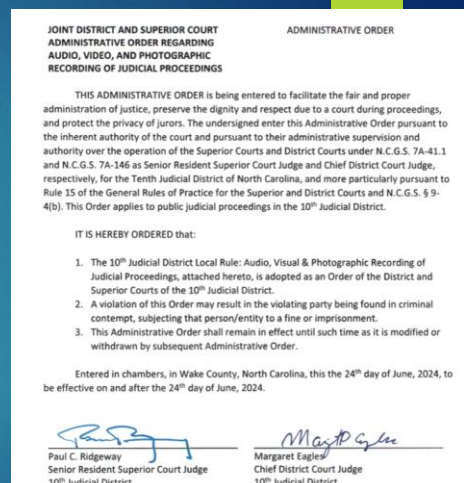 JOINT DISTRICT AND SUPERIOR COURT ADMINISTRATIVE ORDER
ADMINISTRATIVE ORDER REGARDING
AUDIO, VIDEO, AND PHOTOGRAPHIC
RECORDING OF JUDICIAL PROCEEDINGS
THIS ADMINISTRATIVE ORDER is being entered to facilitate the fair and proper
administration of justice, preserve the dignity and respect due to a court during proceedings,
and protect the privacy of jurors. The undersigned enter this Administrative Order pursuant to
the inherent authority of the court and pursuant to their administrative supervision and
authority over the operation of the Superior Courts and District Courts under N.C.G.S. 7A-41.1
and N.C.G.S. 7A-146 as Senior Resident Superior Court Judge and Chief District Court Judge,
respectively, for the Tenth Judicial District of North Carolina, and more particularly pursuant to
Rule 15 of the General Rules of Practice for the Superior and District Courts and N.C.G.S. § 9-
4(b). This Order applies to public judicial proceedings in the 10th Judicial District.
IT IS HEREBY ORDERED that:
1. The 10th Judicial District Local Rule: Audio, Visual & Photographic Recording of
Judicial Proceedings, attached hereto, is adopted as an Order of the District and
Superior Courts of the 10th Judicial District.
2. A violation of this Order may result in the violating party being found in criminal
contempt, subjecting that person/entity to a fine or imprisonment.
3. This Administrative Order shall remain in effect until such time as it is modified or
withdrawn by subsequent Administrative Order.
Entered in chambers, in Wake County, North Carolina, this the 24th day of June, 2024, to
be effective on and after the 24th day of June, 2024.
Paul C. Ridgeway Margaret Eagles
Senior Resident Superior Court Judge Chief District Court Judge
10th Judicial District 10th Judicial District